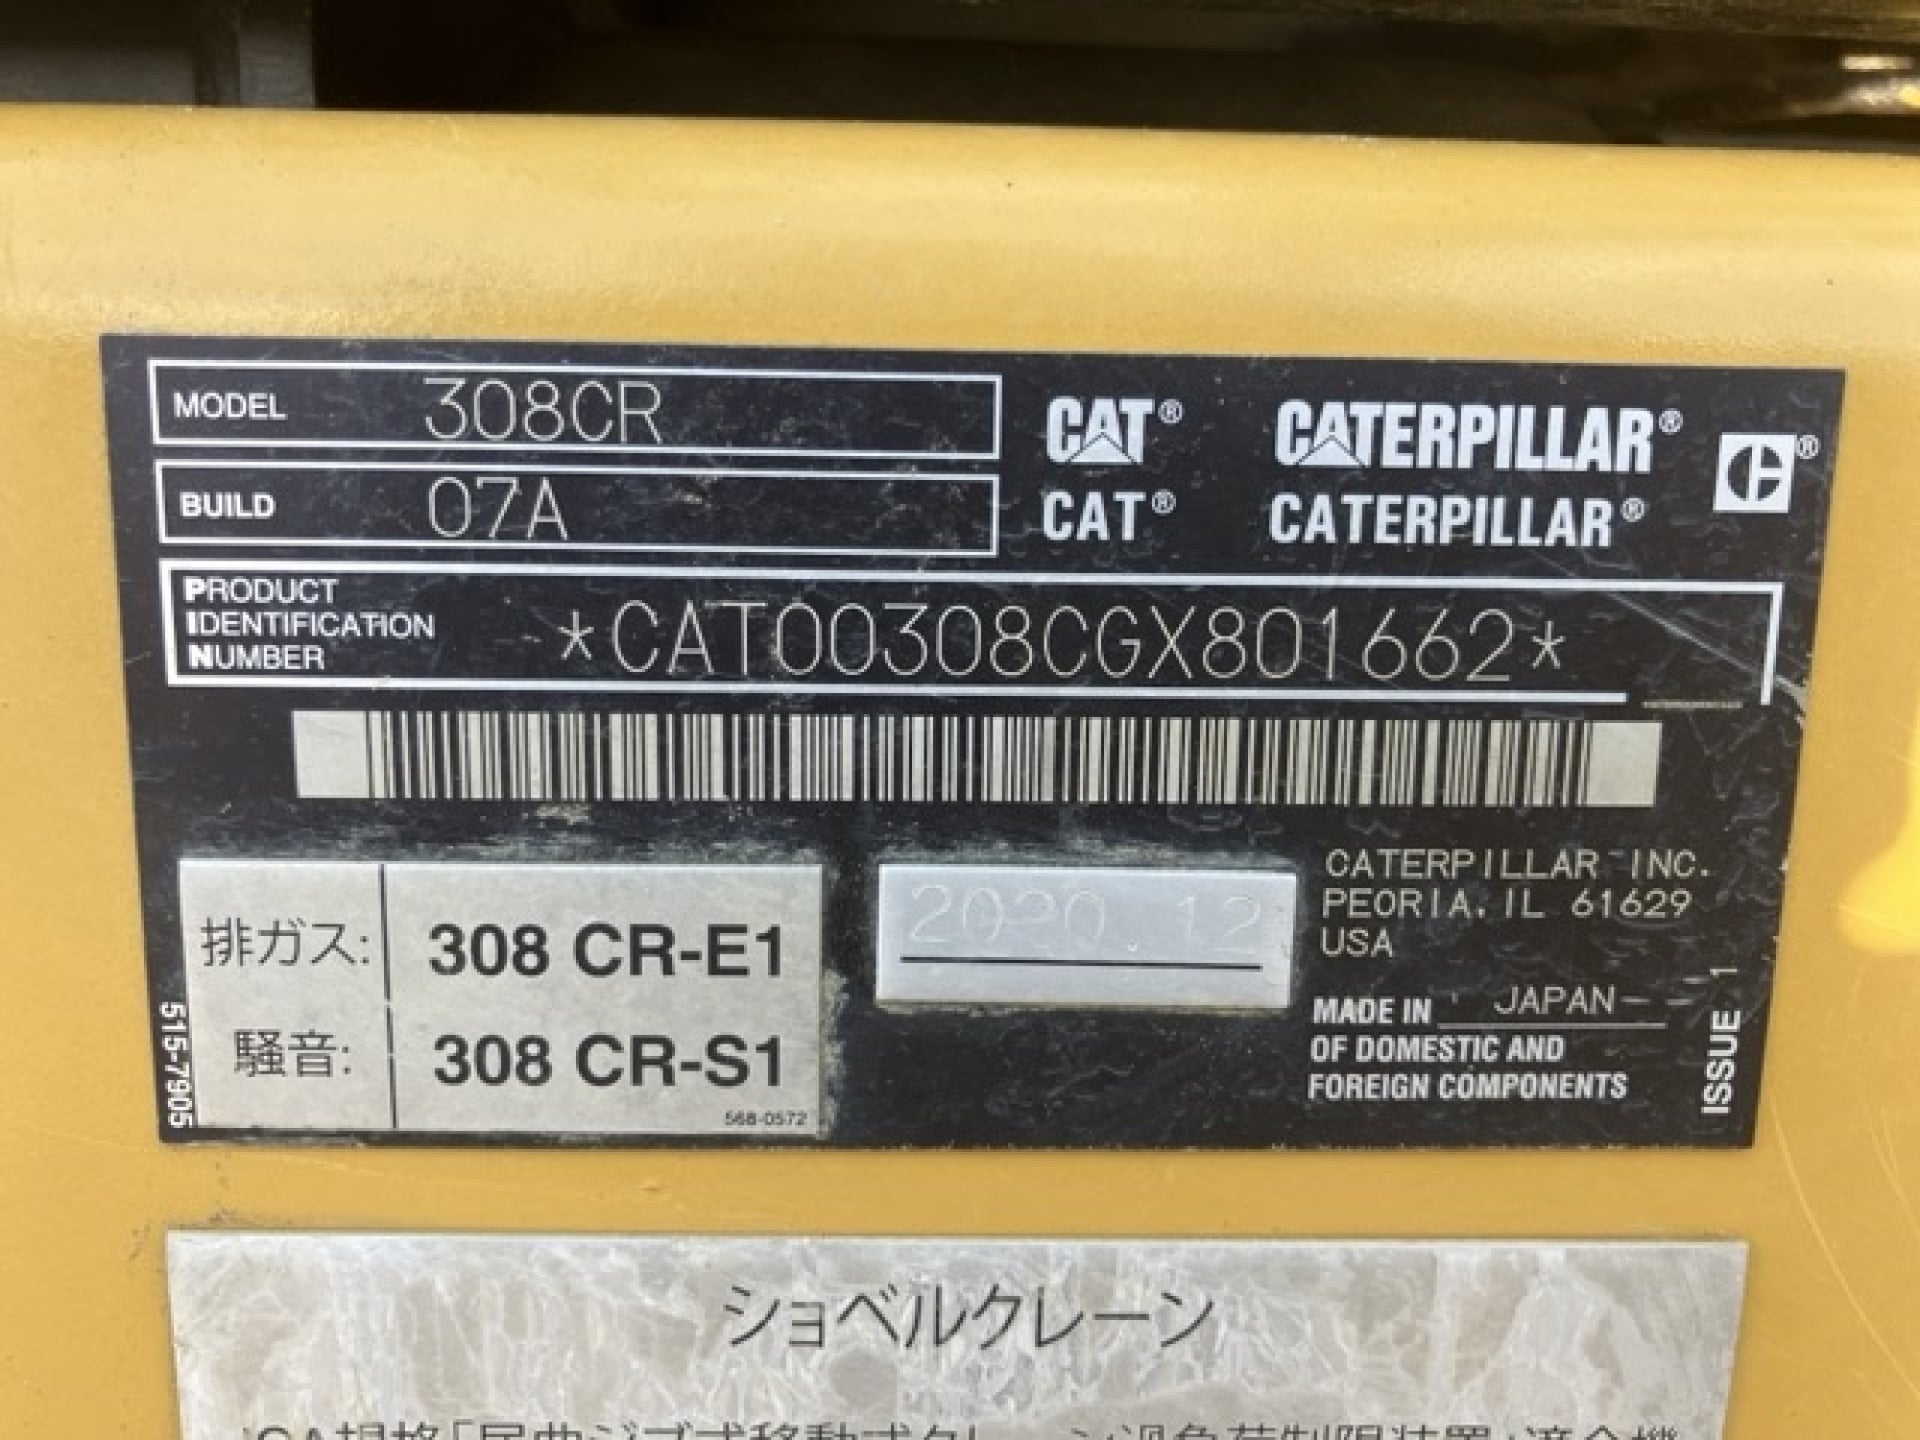 MODEL 308CR
BUILD 07A
CAT® CATERPILLAR® ®
CAT® CATERPILLAR®
PRODUCT
IDENTIFICATION
NUMBER
*CAT00308CGX801662*
排ガス: 308 CR-E1
騒音: 308 CR-S1
568-0572
515-7905
2020.12
CATERPILLAR INC.
PEORIA, IL 61629
USA
MADE IN JAPAN
OF DOMESTIC AND
FOREIGN COMPONENTS
ISSUE 1
ショベルクレーン